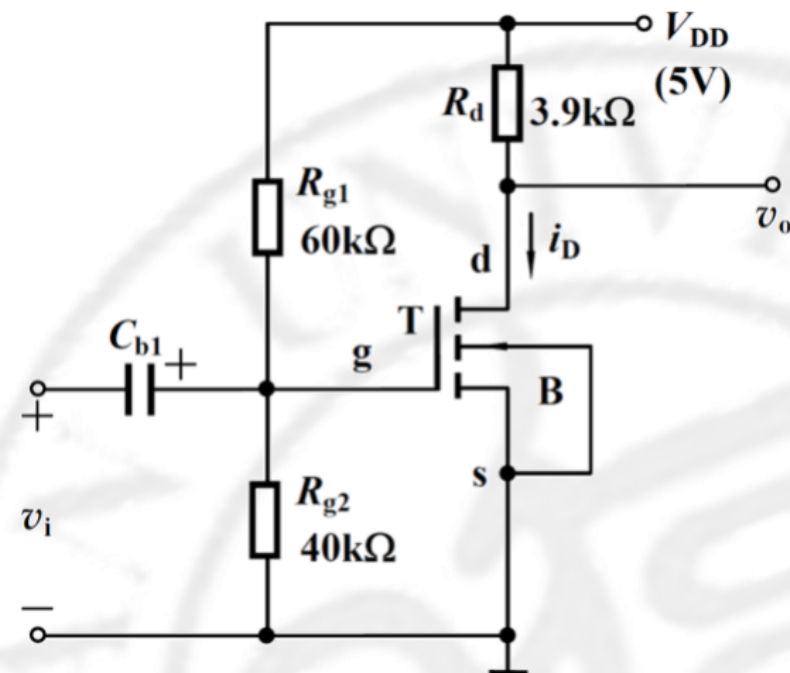 V_DD
(5V)
R_d 3.9kΩ
v_o
R_g1
60kΩ
i_D
d
T
C_b1
+
g
B
+
s
R_g2
40kΩ
v_i
—